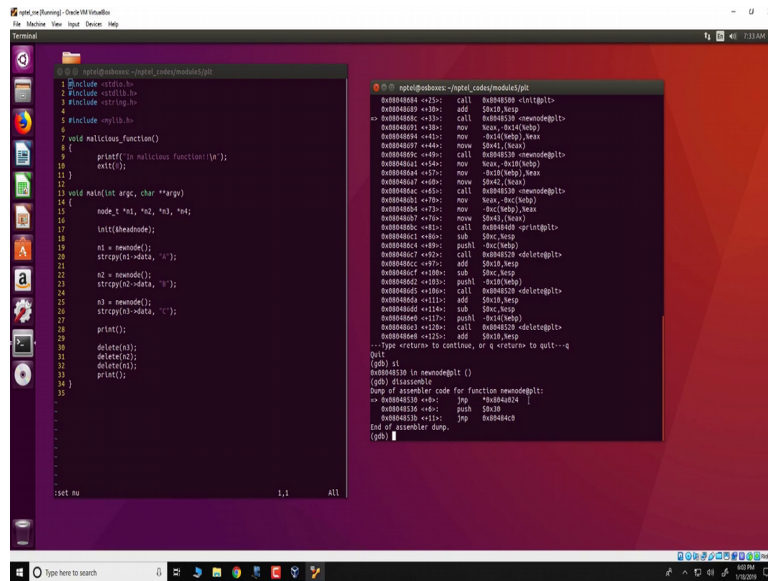 nptel_sse [Running] - Oracle VM VirtualBox
File Machine View Input Devices Help
Terminal
7:33 AM
nptel@osboxes: ~/nptel_codes/module5/plt
1 #include <stdio.h>
2 #include <stdlib.h>
3 #include <string.h>
4
5 #include <mylib.h>
6
7 void malicious_function()
8 {
9 printf("In malicious function!!\n");
10 exit(0);
11 }
12
13 void main(int argc, char **argv)
14 {
15 node_t *n1, *n2, *n3, *n4;
16
17 init(&headnode);
18
19 n1 = newnode();
20 strcpy(n1->data, "A");
21
22 n2 = newnode();
23 strcpy(n2->data, "B");
24
25 n3 = newnode();
26 strcpy(n3->data, "C");
27
28 print();
29
30 delete(n3);
31 delete(n2);
32 delete(n1);
33 print();
34 }
35
:set nu 1,1 All
nptel@osboxes: ~/nptel_codes/module5/plt
0x08048684 <+25>: call 0x8048500 <init@plt>
0x08048689 <+30>: add $0x10,%esp
=> 0x0804868c <+33>: call 0x8048530 <newnode@plt>
0x08048691 <+38>: mov %eax,-0x14(%ebp)
0x08048694 <+41>: mov -0x14(%ebp),%eax
0x08048697 <+44>: movw $0x41,(%eax)
0x0804869c <+49>: call 0x8048530 <newnode@plt>
0x080486a1 <+54>: mov %eax,-0x10(%ebp)
0x080486a4 <+57>: mov -0x10(%ebp),%eax
0x080486a7 <+60>: movw $0x42,(%eax)
0x080486ac <+65>: call 0x8048530 <newnode@plt>
0x080486b1 <+70>: mov %eax,-0xc(%ebp)
0x080486b4 <+73>: mov -0xc(%ebp),%eax
0x080486b7 <+76>: movw $0x43,(%eax)
0x080486bc <+81>: call 0x80484d0 <print@plt>
0x080486c1 <+86>: sub $0xc,%esp
0x080486c4 <+89>: pushl -0xc(%ebp)
0x080486c7 <+92>: call 0x8048520 <delete@plt>
0x080486cc <+97>: add $0x10,%esp
0x080486cf <+100>: sub $0xc,%esp
0x080486d2 <+103>: pushl -0x10(%ebp)
0x080486d5 <+106>: call 0x8048520 <delete@plt>
0x080486da <+111>: add $0x10,%esp
0x080486dd <+114>: sub $0xc,%esp
0x080486e0 <+117>: pushl -0x14(%ebp)
0x080486e3 <+120>: call 0x8048520 <delete@plt>
0x080486e8 <+125>: add $0x10,%esp
---Type <return> to continue, or q <return> to quit---q
Quit
(gdb) si
0x08048530 in newnode@plt ()
(gdb) disassemble
Dump of assembler code for function newnode@plt:
=> 0x08048530 <+0>: jmp *0x804a024
0x08048536 <+6>: push $0x30
0x0804853b <+11>: jmp 0x80484c0
End of assembler dump.
(gdb)
Type here to search
6:03 PM
1/18/2019